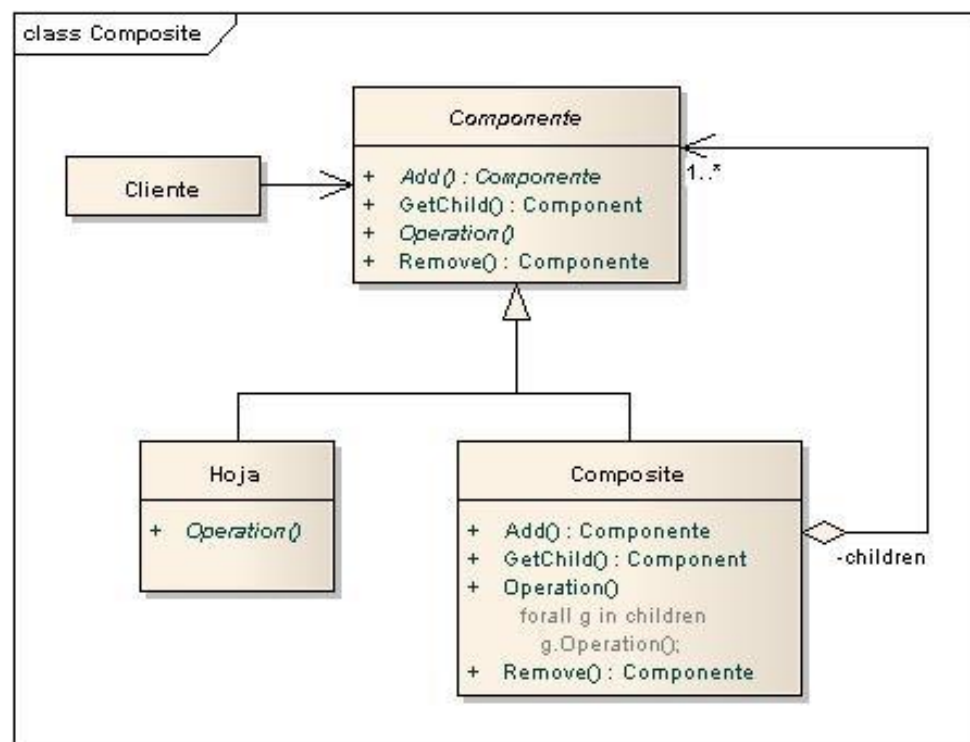 class Composite
Componente
+ Add() : Componente
+ GetChild() : Component
+ Operation()
+ Remove() : Componente
1..*
Cliente
Hoja
+ Operation()
Composite
+ Add() : Componente
+ GetChild() : Component
+ Operation()
forall g in children
g.Operation();
+ Remove() : Componente
-children